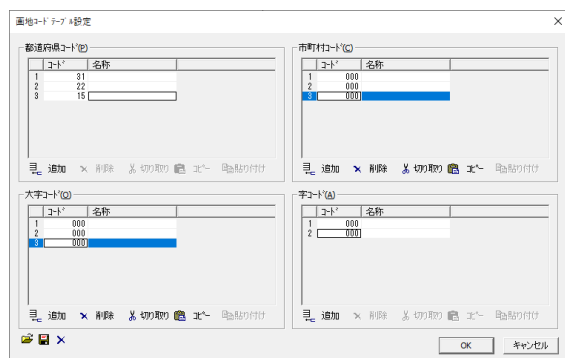 画地ｺｰﾄﾞﾃｰﾌﾞﾙ設定
都道府県ｺｰﾄﾞ(P)
ｺｰﾄﾞ 名称
1 31
2 22
3 15
追加 削除 切り取り ｺﾋﾟｰ 貼り付け
市町村ｺｰﾄﾞ(C)
ｺｰﾄﾞ 名称
1 000
2 000
3 000
追加 削除 切り取り ｺﾋﾟｰ 貼り付け
大字ｺｰﾄﾞ(O)
ｺｰﾄﾞ 名称
1 000
2 000
3 000
追加 削除 切り取り ｺﾋﾟｰ 貼り付け
字ｺｰﾄﾞ(A)
ｺｰﾄﾞ 名称
1 000
2 000
追加 削除 切り取り ｺﾋﾟｰ 貼り付け
OK キャンセル